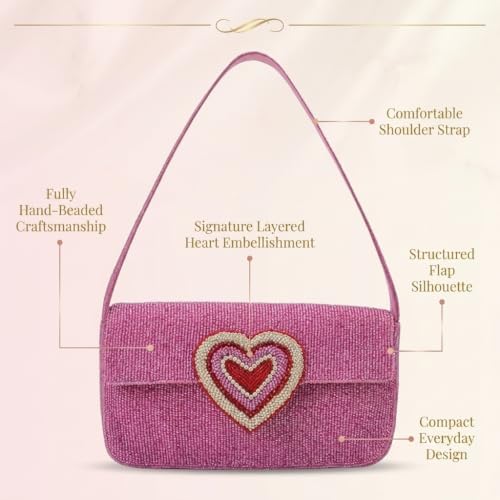 Comfortable
Shoulder Strap
Fully
Hand-Beaded
Craftsmanship
Signature Layered
Heart Embellishment
Structured
Flap
Silhouette
Compact
Everyday
Design